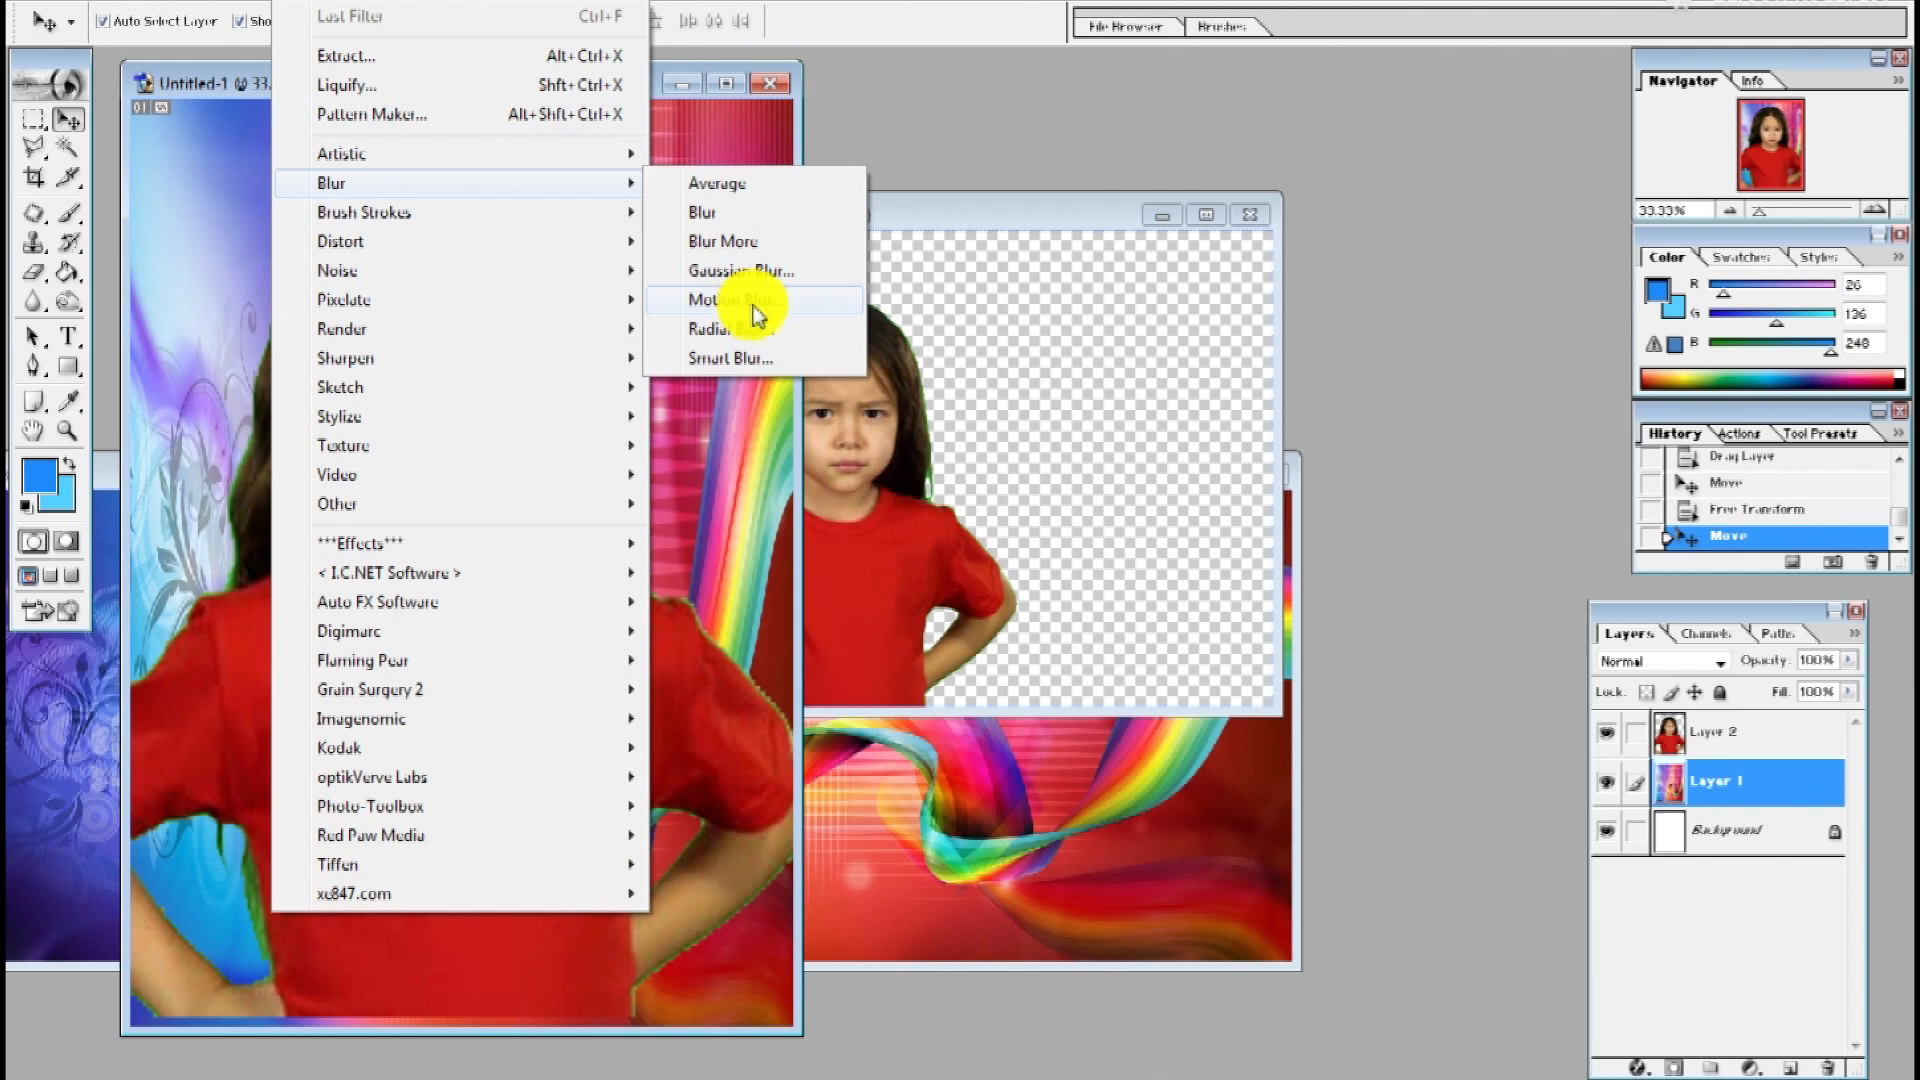 Auto Select Layer
Sho
Last Filter Ctrl+F
Extract... Alt+Ctrl+X
Liquify... Shft+Ctrl+X
Pattern Maker... Alt+Shft+Ctrl+X
Artistic
Blur
Brush Strokes
Distort
Noise
Pixelate
Render
Sharpen
Sketch
Stylize
Texture
Video
Other
***Effects***
< I.C.NET Software >
Auto FX Software
Digimarc
Flaming Pear
Grain Surgery 2
Imagenomic
Kodak
optikVerve Labs
Photo-Toolbox
Red Paw Media
Tiffen
xe847.com
Average
Blur
Blur More
Gaussian Blur...
Motion Blur...
Radial
Smart Blur...
File Browser Brushes
Untitled-1 @ 33.
01
T
Navigator Info
33.33%
Color Swatches Styles
R 26
G 136
B 248
History Actions Tool Presets
Drag Layer
Move
Free Transform
Move
Layers Channels Paths
Normal Opacity: 100%
Lock: Fill: 100%
Layer 2
Layer 1
Background